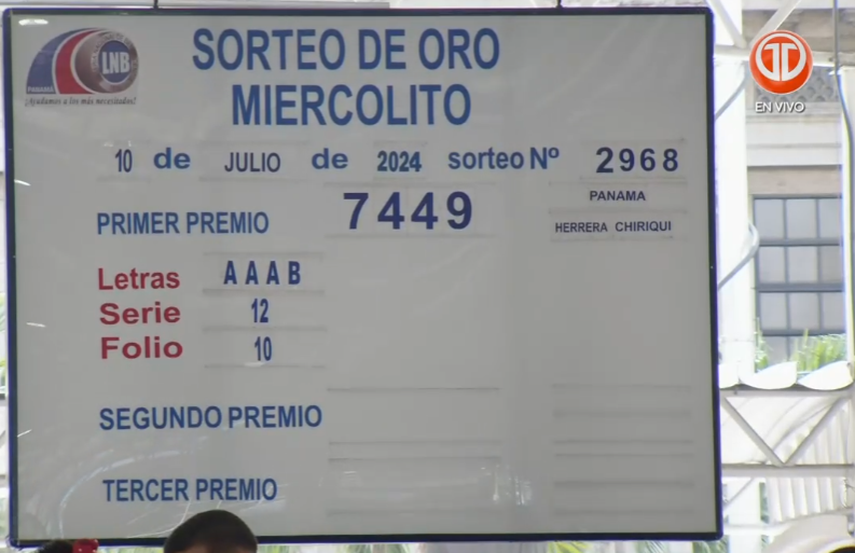 LNB
PANAMÁ
¡Ayudamos a los más necesitados!
SORTEO DE ORO
MIERCOLITO
10 de JULIO de 2024 sorteo Nº 2968
PRIMER PREMIO 7449 PANAMA
HERRERA CHIRIQUI
Letras A A A B
Serie 12
Folio 10
SEGUNDO PREMIO
TERCER PREMIO
EN VIVO